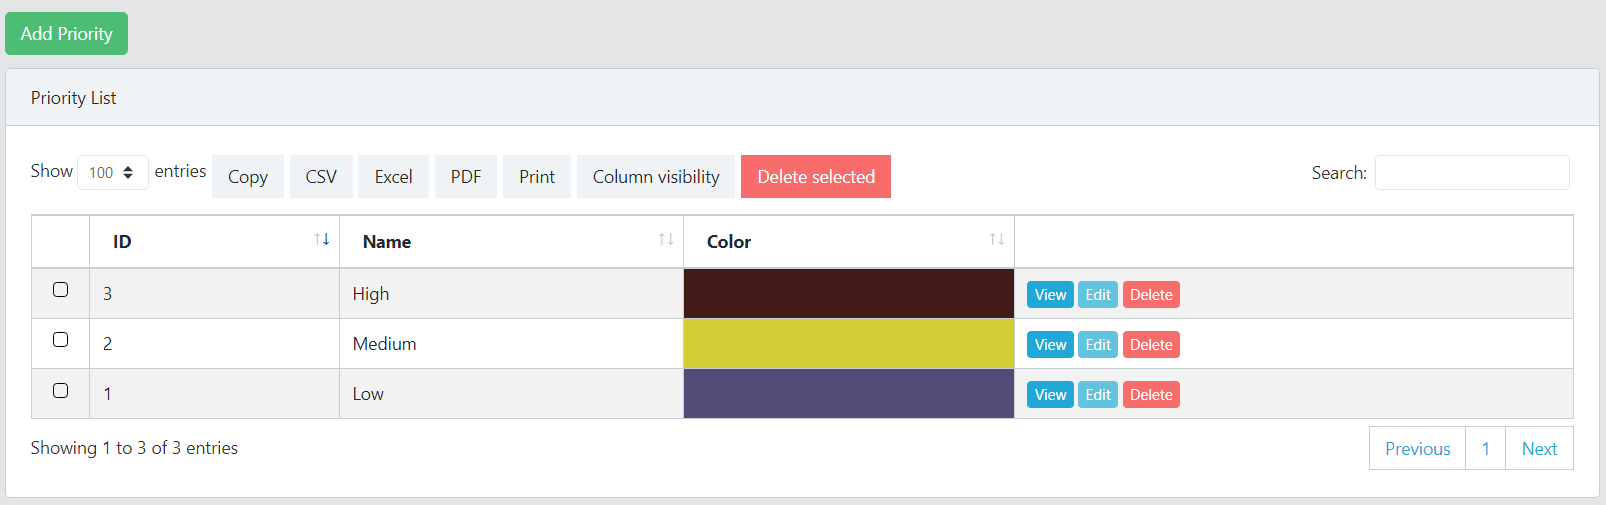 Add Priority
Priority List
Show 100 entries Copy CSV Excel PDF Print Column visibility Delete selected Search:
ID Name Color
3 High View Edit Delete
2 Medium View Edit Delete
1 Low View Edit Delete
Showing 1 to 3 of 3 entries Previous 1 Next